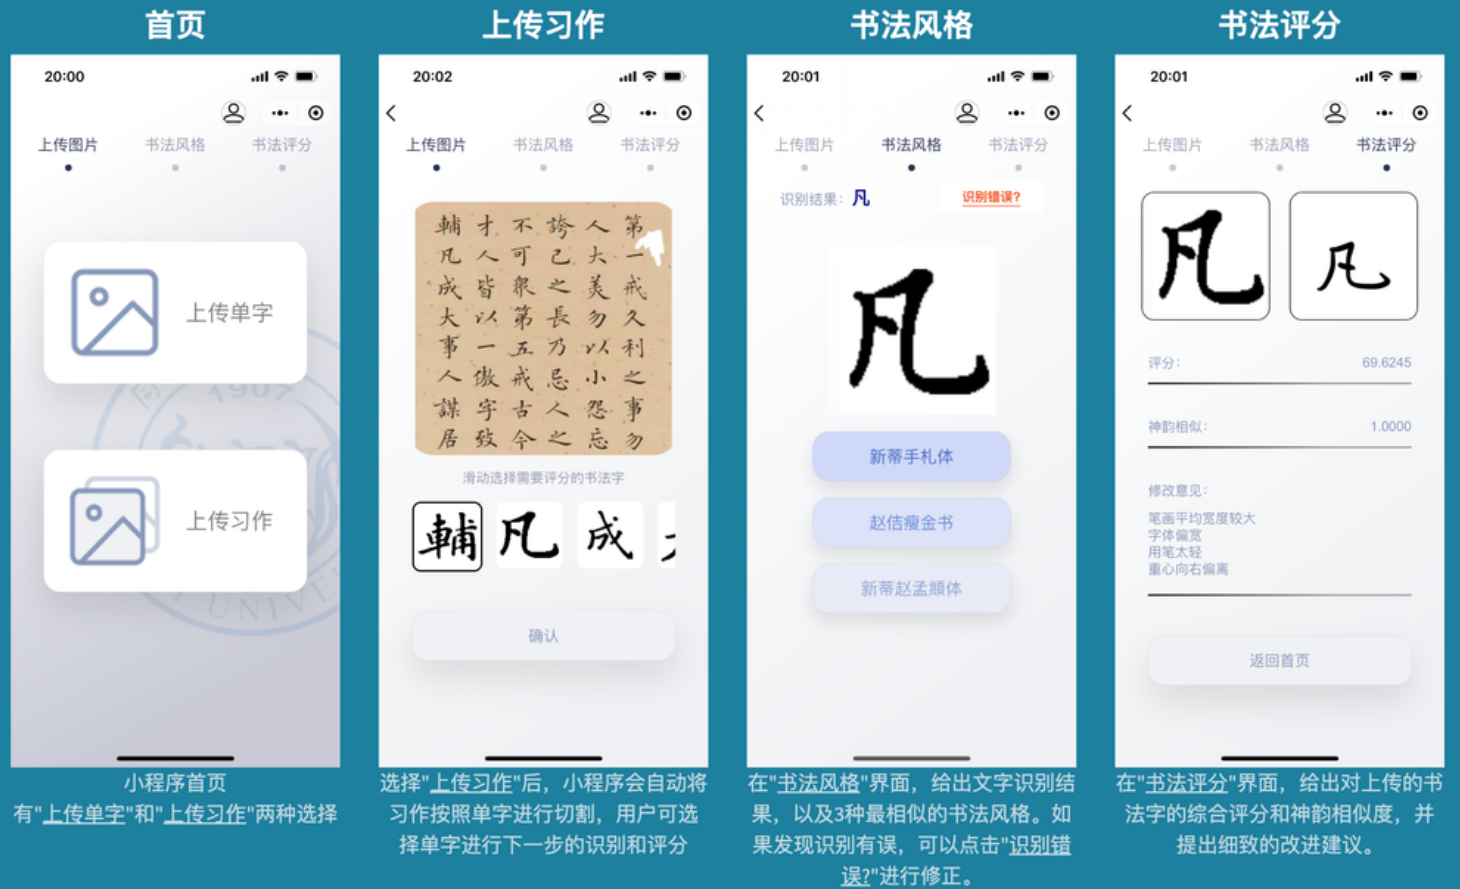 首页
20:00
上传图片 书法风格 书法评分
上传单字
1907
上传习作
UNIVE
小程序首页
有"上传单字"和"上传习作"两种选择
上传习作
20:02
上传图片 书法风格 书法评分
輔 才 不 誇 人 第
凡 人 可 己 大 一
成 皆 衆 之 美 戒
大 以 第 長 勿 久
事 一 五 乃 以 利
人 傲 戒 忌 小 之
謀 字 古 人 怨 事
居 致 今 之 忘 勿
滑动选择需要评分的书法字
輔 凡 成
确认
选择"上传习作"后，小程序会自动将
习作按照单字进行切割，用户可选
择单字进行下一步的识别和评分
书法风格
20:01
上传图片 书法风格 书法评分
识别结果：凡 识别错误?
凡
新蒂手札体
赵佶瘦金书
新蒂赵孟頫体
在"书法风格"界面，给出文字识别结
果，以及3种最相似的书法风格。如
果发现识别有误，可以点击"识别错
误?"进行修正。
书法评分
20:01
上传图片 书法风格 书法评分
凡 凡
评分： 69.6245
神韵相似： 1.0000
修改意见：
笔画平均宽度较大
字体偏宽
用笔太轻
重心向右偏离
返回首页
在"书法评分"界面，给出对上传的书
法字的综合评分和神韵相似度，并
提出细致的改进建议。